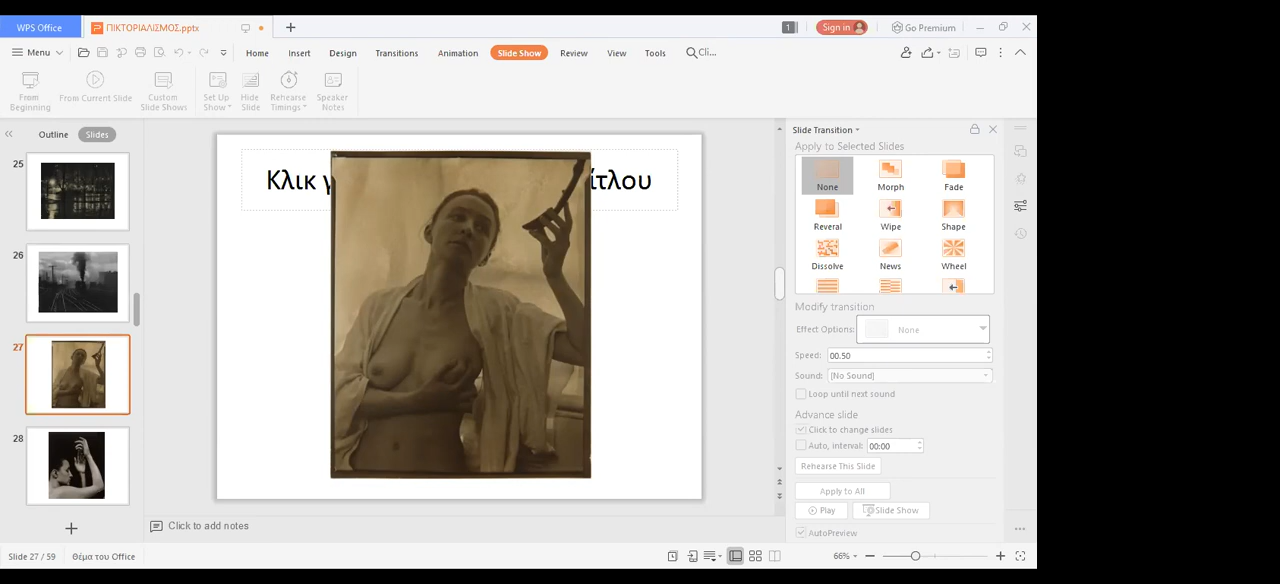 WPS Office
ΠΙΚΤΟΡΙΑΛΙΣΜΟΣ.pptx
1
Sign in
Go Premium
Menu
Home
Insert
Design
Transitions
Animation
Slide Show
Review
View
Tools
Cli...
From Beginning
From Current Slide
Custom Slide Shows
Set Up Show
Hide Slide
Rehearse Timings
Speaker Notes
Outline
Slides
25
26
27
28
Κλικ
ίτλου
Click to add notes
Slide Transition
Apply to Selected Slides
None
Morph
Fade
Reveral
Wipe
Shape
Dissolve
News
Wheel
Modify transition
Effect Options:
None
Speed:
00.50
Sound:
[No Sound]
Loop until next sound
Advance slide
Click to change slides
Auto, interval:
00:00
Rehearse This Slide
Apply to All
Play
Slide Show
AutoPreview
Slide 27 / 59
Θέμα του Office
66%